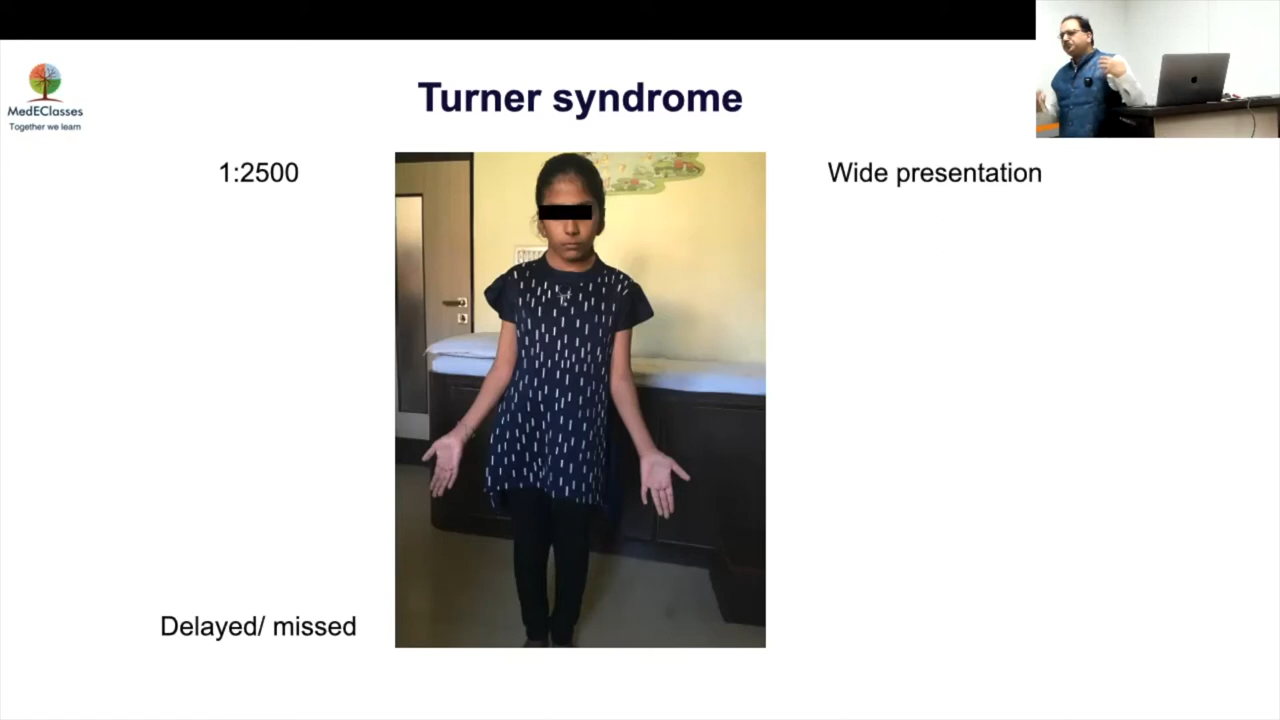 MedEClasses
Together we learn
Turner syndrome
1:2500
Wide presentation
Delayed/ missed